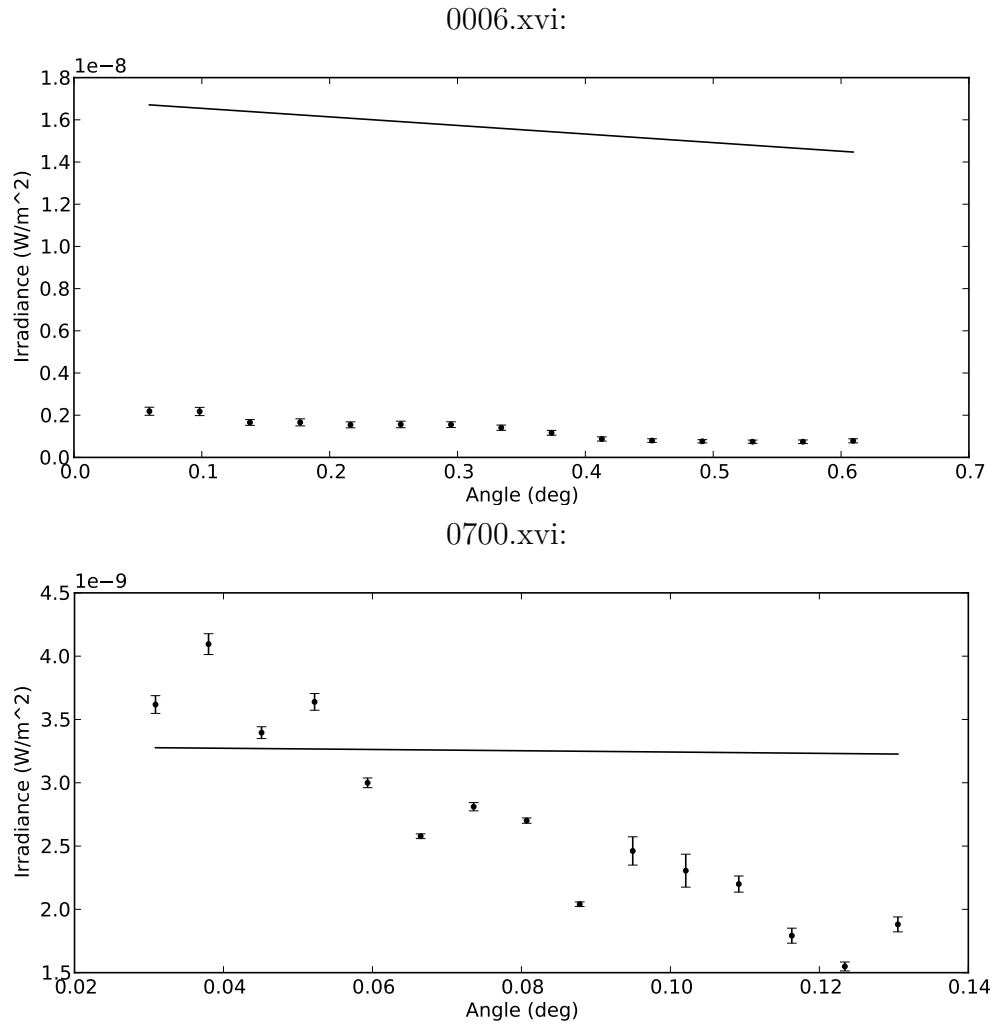 0006.xvi:
1e−8
1.8
1.6
1.4
1.2
1.0
0.8
0.6
0.4
0.2
0.0
Irradiance (W/m^2)
0.0 0.1 0.2 0.3 0.4 0.5 0.6 0.7
Angle (deg)
0700.xvi:
1e−9
4.5
4.0
3.5
3.0
2.5
2.0
1.5
Irradiance (W/m^2)
0.02 0.04 0.06 0.08 0.10 0.12 0.14
Angle (deg)